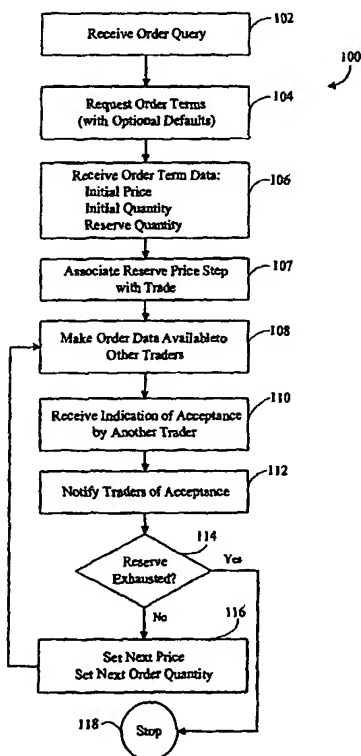 Receive Order Query
102
100
Request Order Terms
(with Optional Defaults)
104
Receive Order Term Data:
Initial Price
Initial Quantity
Reserve Quantity
106
Associate Reserve Price Step
with Trade
107
Make Order Data Availableto
Other Traders
108
Receive Indication of Acceptance
by Another Trader
110
Notify Traders of Acceptance
112
114
Reserve
Exhausted?
Yes
No
116
Set Next Price
Set Next Order Quantity
118
Stop